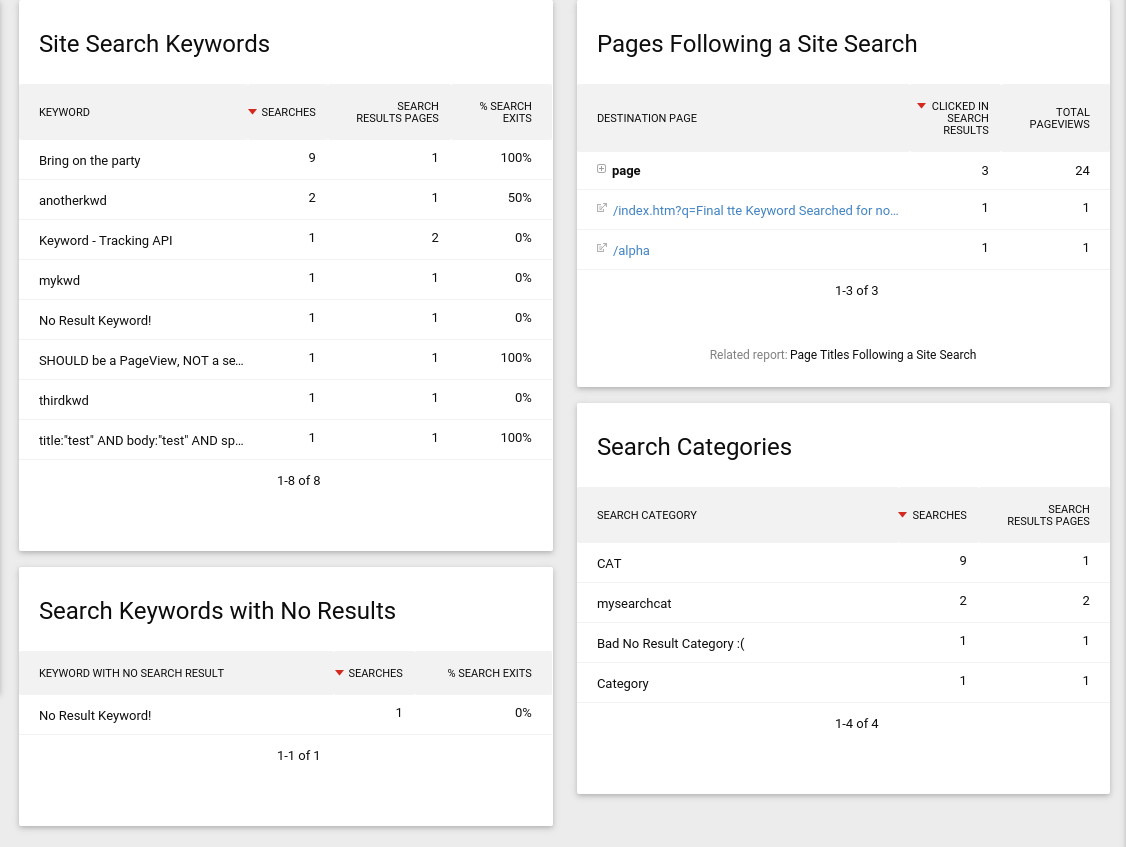 Site Search Keywords
KEYWORD SEARCHES SEARCH RESULTS PAGES % SEARCH EXITS
Bring on the party 9 1 100%
anotherkwd 2 1 50%
Keyword - Tracking API 1 2 0%
mykwd 1 1 0%
No Result Keyword! 1 1 0%
SHOULD be a PageView, NOT a se... 1 1 100%
thirdkwd 1 1 0%
title:"test" AND body:"test" AND sp... 1 1 100%
1-8 of 8
Search Keywords with No Results
KEYWORD WITH NO SEARCH RESULT SEARCHES % SEARCH EXITS
No Result Keyword! 1 0%
1-1 of 1
Pages Following a Site Search
DESTINATION PAGE CLICKED IN SEARCH RESULTS TOTAL PAGEVIEWS
page 3 24
/index.htm?q=Final tte Keyword Searched for no... 1 1
/alpha 1 1
1-3 of 3
Related report: Page Titles Following a Site Search
Search Categories
SEARCH CATEGORY SEARCHES SEARCH RESULTS PAGES
CAT 9 1
mysearchcat 2 2
Bad No Result Category :( 1 1
Category 1 1
1-4 of 4